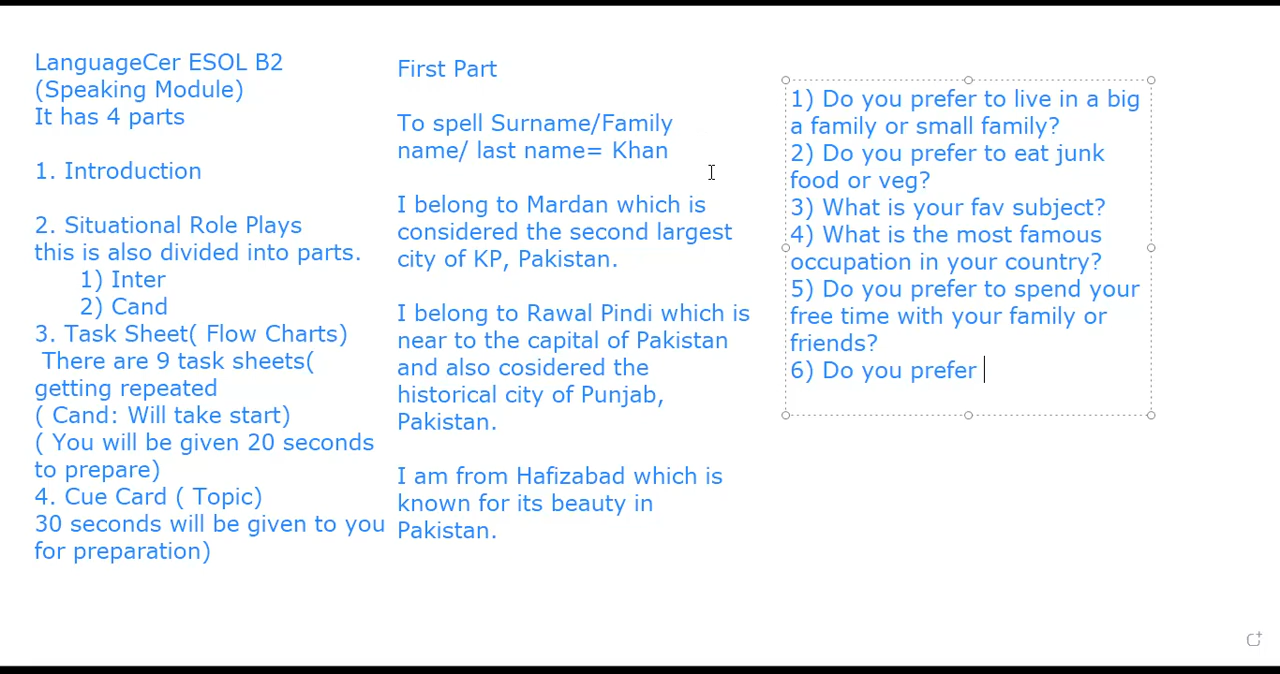 LanguageCer ESOL B2
(Speaking Module)
It has 4 parts
1. Introduction
2. Situational Role Plays
this is also divided into parts.
1) Inter
2) Cand
3. Task Sheet( Flow Charts)
There are 9 task sheets(
getting repeated
( Cand: Will take start)
( You will be given 20 seconds
to prepare)
4. Cue Card ( Topic)
30 seconds will be given to you
for preparation)
First Part
To spell Surname/Family
name/ last name= Khan
I belong to Mardan which is
considered the second largest
city of KP, Pakistan.
I belong to Rawal Pindi which is
near to the capital of Pakistan
and also cosidered the
historical city of Punjab,
Pakistan.
I am from Hafizabad which is
known for its beauty in
Pakistan.
1) Do you prefer to live in a big
a family or small family?
2) Do you prefer to eat junk
food or veg?
3) What is your fav subject?
4) What is the most famous
occupation in your country?
5) Do you prefer to spend your
free time with your family or
friends?
6) Do you prefer